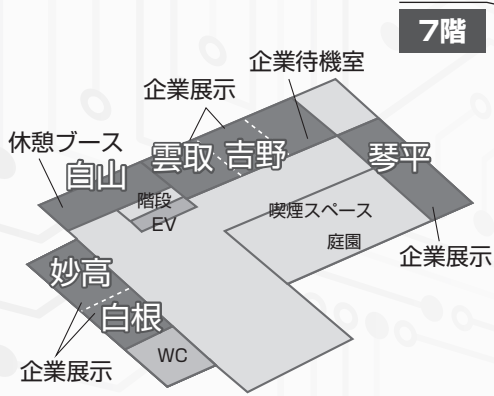 7階
企業待機室
企業展示
休憩ブース
白山
雲取
吉野
琴平
階段
EV
喫煙スペース
庭園
企業展示
妙高
白根
WC
企業展示